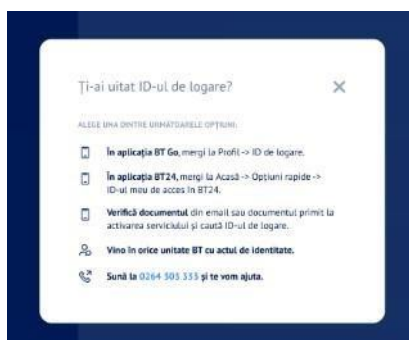 Ți-ai uitat ID-ul de logare?
ALEGE UNA DINTRE URMĂTOARELE OPȚIUNI:
În aplicația BT Go, mergi la Profil -> ID de logare.
În aplicația BT24, mergi la Acasă -> Opțiuni rapide ->
ID-ul meu de acces în BT24.
Verifică documentul din email sau documentul primit la
activarea serviciului și caută ID-ul de logare.
Vino în orice unitate BT cu actul de identitate.
Sună la 0264 303 333 și te vom ajuta.